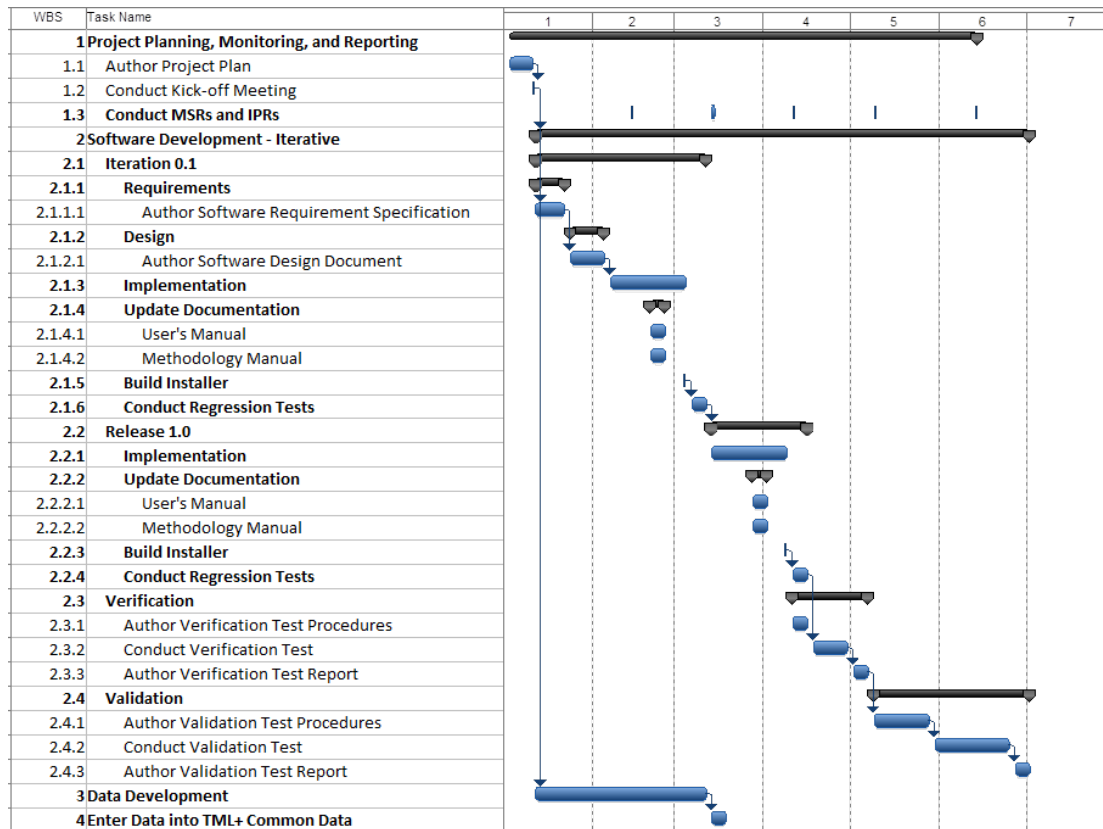 WBS Task Name 1 2 3 4 5 6 7
1 Project Planning, Monitoring, and Reporting
1.1 Author Project Plan
1.2 Conduct Kick-off Meeting
1.3 Conduct MSRs and IPRs
2 Software Development - Iterative
2.1 Iteration 0.1
2.1.1 Requirements
2.1.1.1 Author Software Requirement Specification
2.1.2 Design
2.1.2.1 Author Software Design Document
2.1.3 Implementation
2.1.4 Update Documentation
2.1.4.1 User's Manual
2.1.4.2 Methodology Manual
2.1.5 Build Installer
2.1.6 Conduct Regression Tests
2.2 Release 1.0
2.2.1 Implementation
2.2.2 Update Documentation
2.2.2.1 User's Manual
2.2.2.2 Methodology Manual
2.2.3 Build Installer
2.2.4 Conduct Regression Tests
2.3 Verification
2.3.1 Author Verification Test Procedures
2.3.2 Conduct Verification Test
2.3.3 Author Verification Test Report
2.4 Validation
2.4.1 Author Validation Test Procedures
2.4.2 Conduct Validation Test
2.4.3 Author Validation Test Report
3 Data Development
4 Enter Data into TML+ Common Data